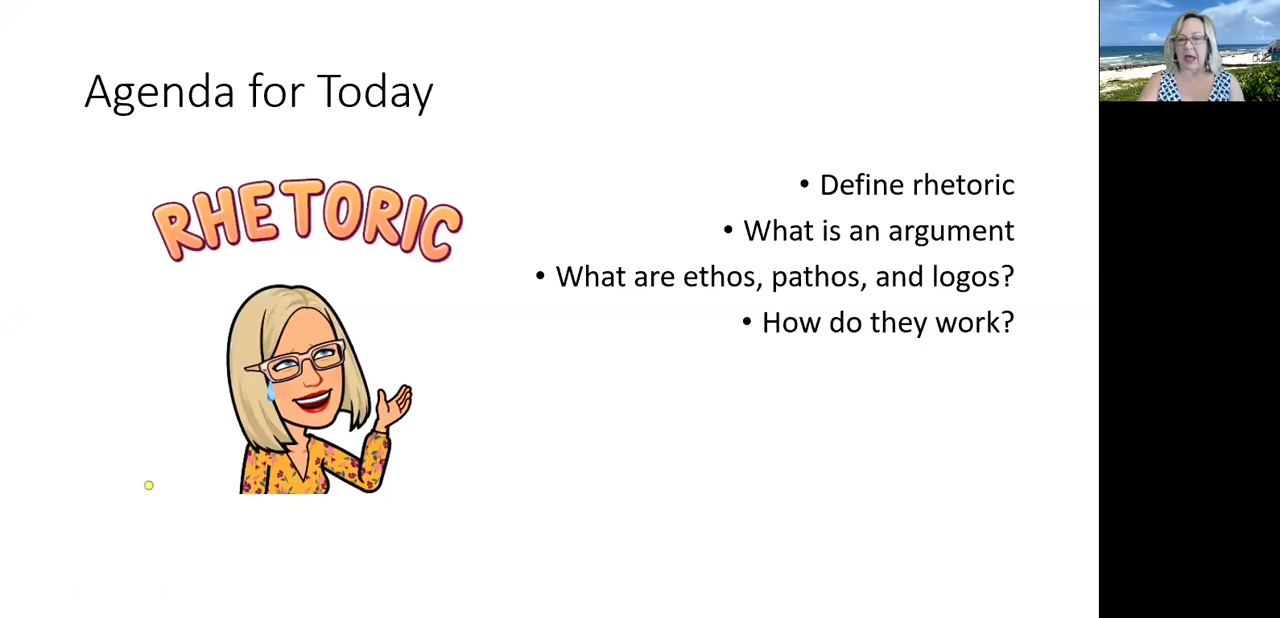 Agenda for Today
RHETORIC
• Define rhetoric
• What is an argument
• What are ethos, pathos, and logos?
• How do they work?